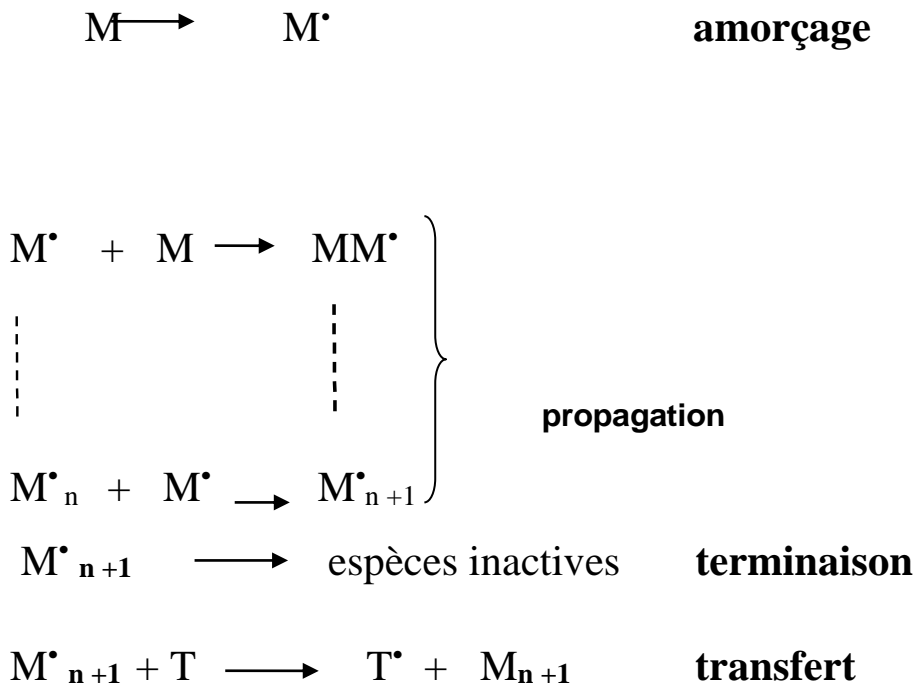 M ⟶ M• amorçage
M• + M ⟶ MM•
propagation
M•n + M• ⟶ M•n +1
M•n +1 ⟶ espèces inactives terminaison
M•n +1 + T ⟶ T• + Mn+1 transfert